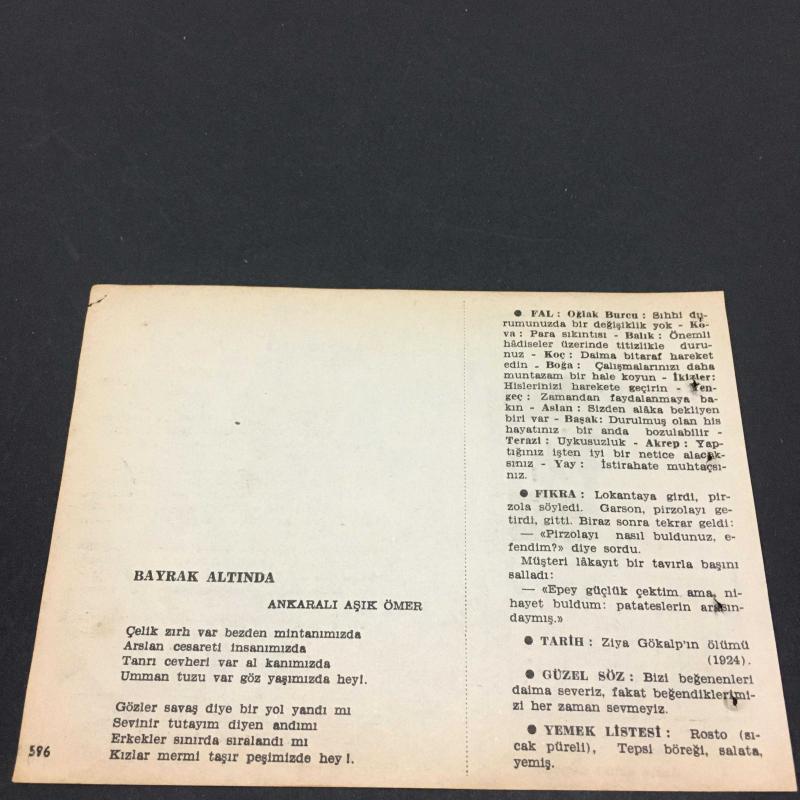 BAYRAK ALTINDA
ANKARALI AŞIK ÖMER
Çelik zırh var bezden mintanımızda
Arslan cesareti insanımızda
Tanrı cevheri var al kanımızda
Umman tuzu var göz yaşımızda hey!.
Gözler savaş diye bir yol yandı mı
Sevinir tutayım diyen andımı
Erkekler sınırda sıralandı mı
Kızlar mermi taşır peşimizde hey!.
596
● FAL : Oğlak Burcu : Sıhhi du-
rumunuzda bir değişiklik yok - Ko-
va : Para sıkıntısı - Balık : Önemli
hâdiseler üzerinde titizlikle duru-
nuz - Koç : Daima bitaraf hareket
edin - Boğa : Çalışmalarınızı daha
muntazam bir hale koyun - İkizler:
Hislerinizi harekete geçirin - Yen-
geç : Zamandan faydalanmaya ba-
kın - Aslan : Sizden alâka bekliyen
biri var - Başak: Durulmuş olan his
hayatınız bir anda bozulabilir -
Terazi : Uykusuzluk - Akrep : Yap-
tığınız işten iyi bir netice alacak-
sınız - Yay : İstirahate muhtaçsı-
nız.
● FIKRA : Lokantaya girdi, pir-
zola söyledi. Garson, pirzolayı ge-
tirdi, gitti. Biraz sonra tekrar geldi:
— «Pirzolayı nasıl buldunuz, e-
fendim?» diye sordu.
Müşteri lâkayıt bir tavırla başını
salladı:
— «Epey güçlük çektim ama, ni-
hayet buldum: patateslerin arasın-
daymış.»
● TARİH : Ziya Gökalp'ın ölümü
(1924).
● GÜZEL SÖZ : Bizi beğenenleri
daima severiz, fakat beğendiklerimi-
zi her zaman sevmeyiz.
● YEMEK LİSTESİ : Rosto (sı-
cak püreli), Tepsi böreği, salata,
yemiş.